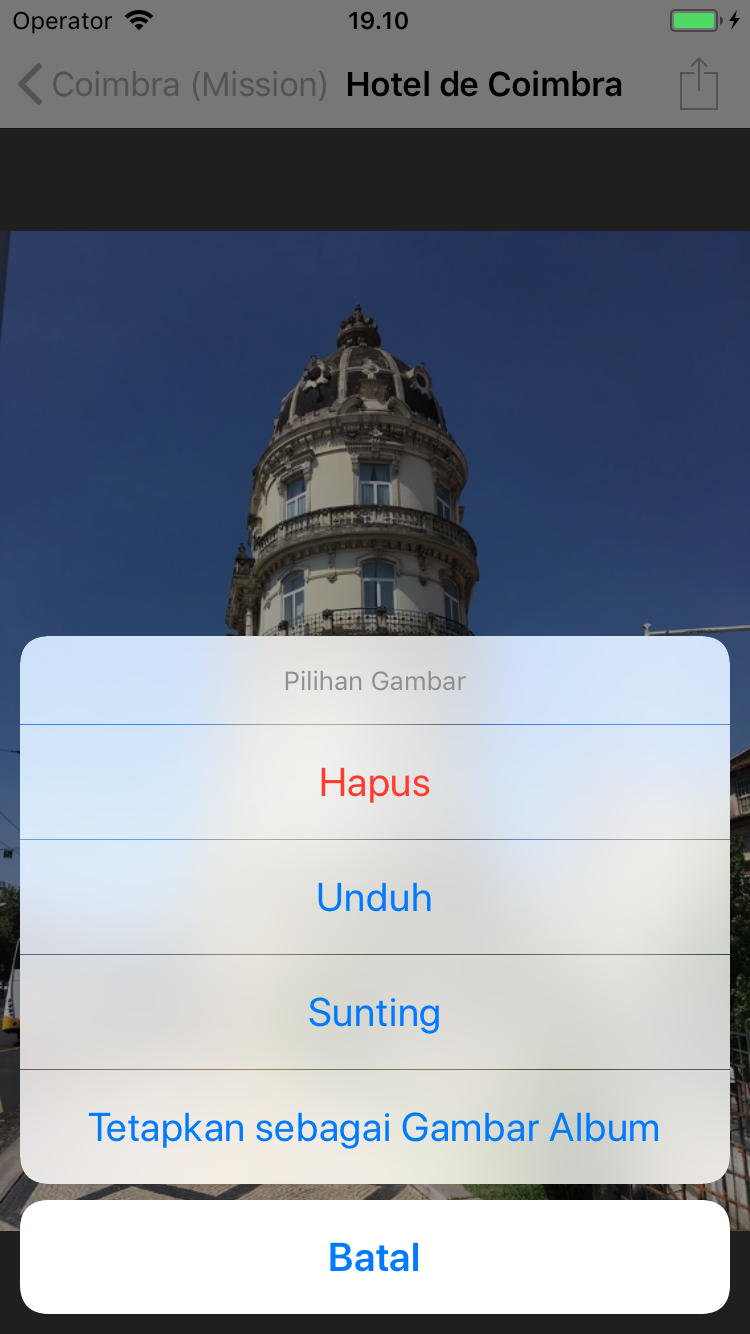 Operator 19.10
Coimbra (Mission) Hotel de Coimbra
Pilihan Gambar
Hapus
Unduh
Sunting
Tetapkan sebagai Gambar Album
Batal